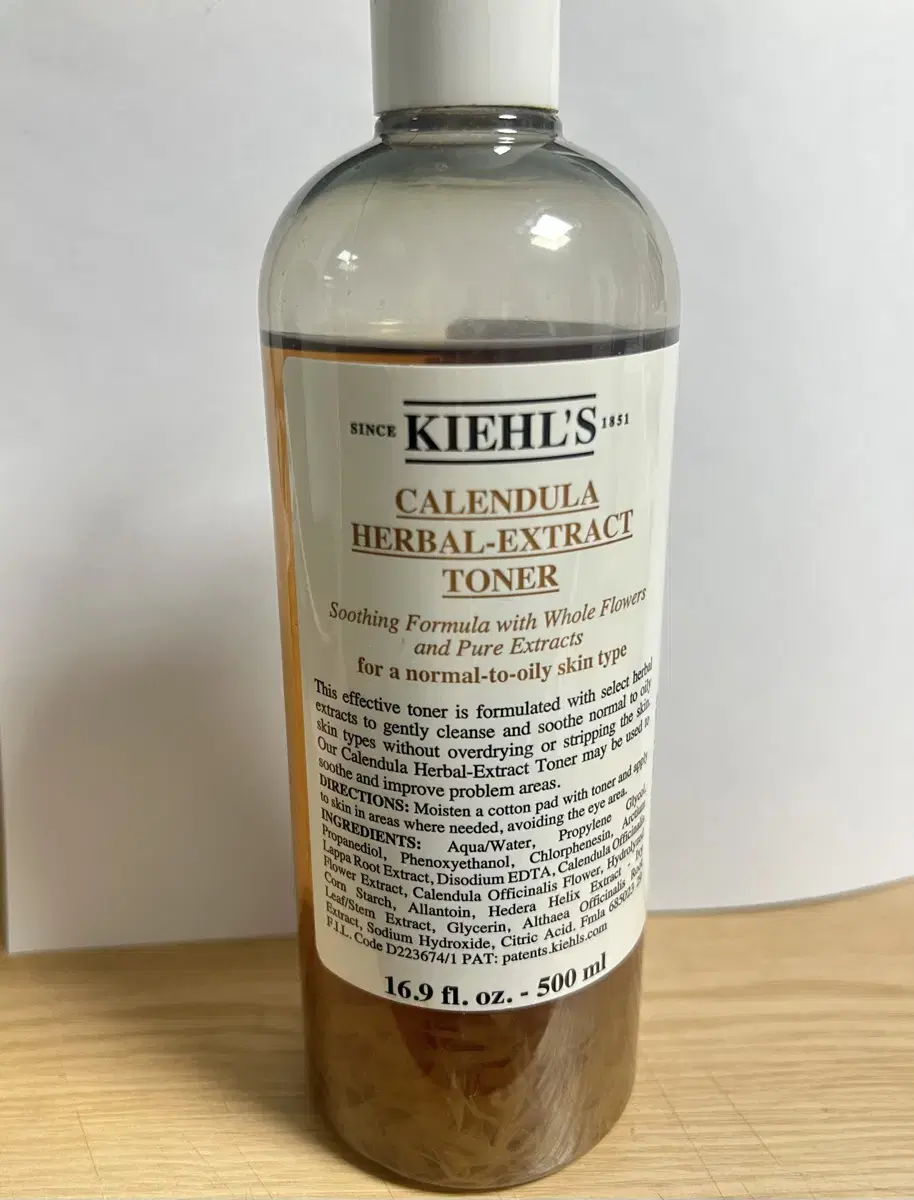 SINCE KIEHL'S 1851
CALENDULA
HERBAL-EXTRACT
TONER
Soothing Formula with Whole Flowers
and Pure Extracts
for a normal-to-oily skin type
This effective toner is formulated with select herbal
extracts to gently cleanse and soothe normal to oily
skin types without overdrying or stripping the skin.
Our Calendula Herbal-Extract Toner may be used to
soothe and improve problem areas.
DIRECTIONS: Moisten a cotton pad with toner and apply
to skin in areas where needed, avoiding the eye area.
INGREDIENTS: Aqua/Water, Propylene Glycol,
Propanediol, Phenoxyethanol, Chlorphenesin, Arctium
Lappa Root Extract, Disodium EDTA, Calendula Officinalis
Flower Extract, Calendula Officinalis Flower, Hydrolyzed
Corn Starch, Allantoin, Hedera Helix Extract
Leaf/Stem Extract, Glycerin, Althaea Officinalis Root
Extract, Sodium Hydroxide, Citric Acid. Fmla 685023
F.I.L. Code D223674/1 PAT: patents.kiehls.com
16.9 fl. oz. - 500 ml